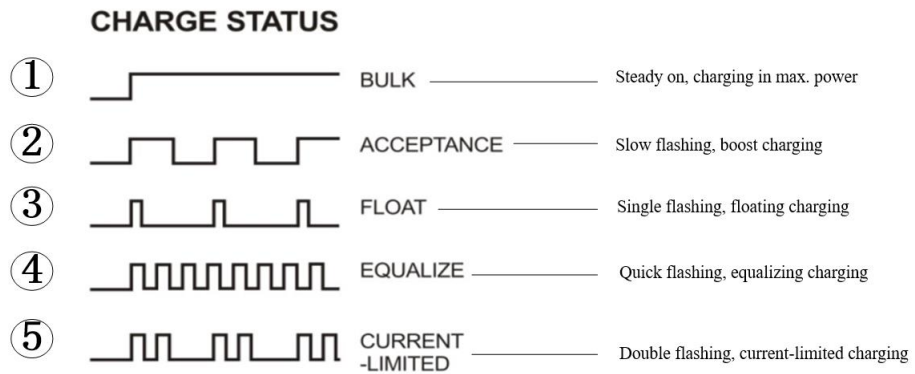 CHARGE STATUS
① BULK Steady on, charging in max. power
② ACCEPTANCE Slow flashing, boost charging
③ FLOAT Single flashing, floating charging
④ EQUALIZE Quick flashing, equalizing charging
⑤ CURRENT
-LIMITED Double flashing, current-limited charging